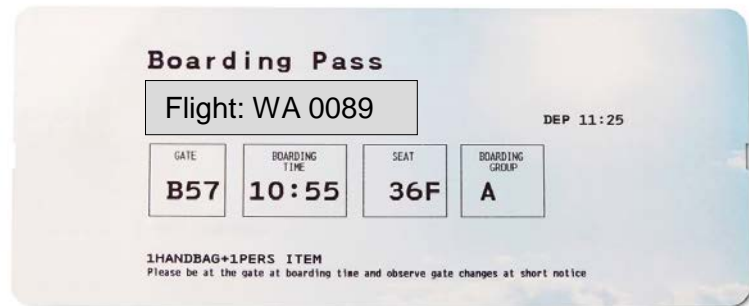 Boarding Pass
Flight: WA 0089
DEP 11:25
GATE
B57
BOARDING
TIME
10:55
SEAT
36F
BOARDING
GROUP
A
1HANDBAG+1PERS ITEM
Please be at the gate at boarding time and observe gate changes at short notice